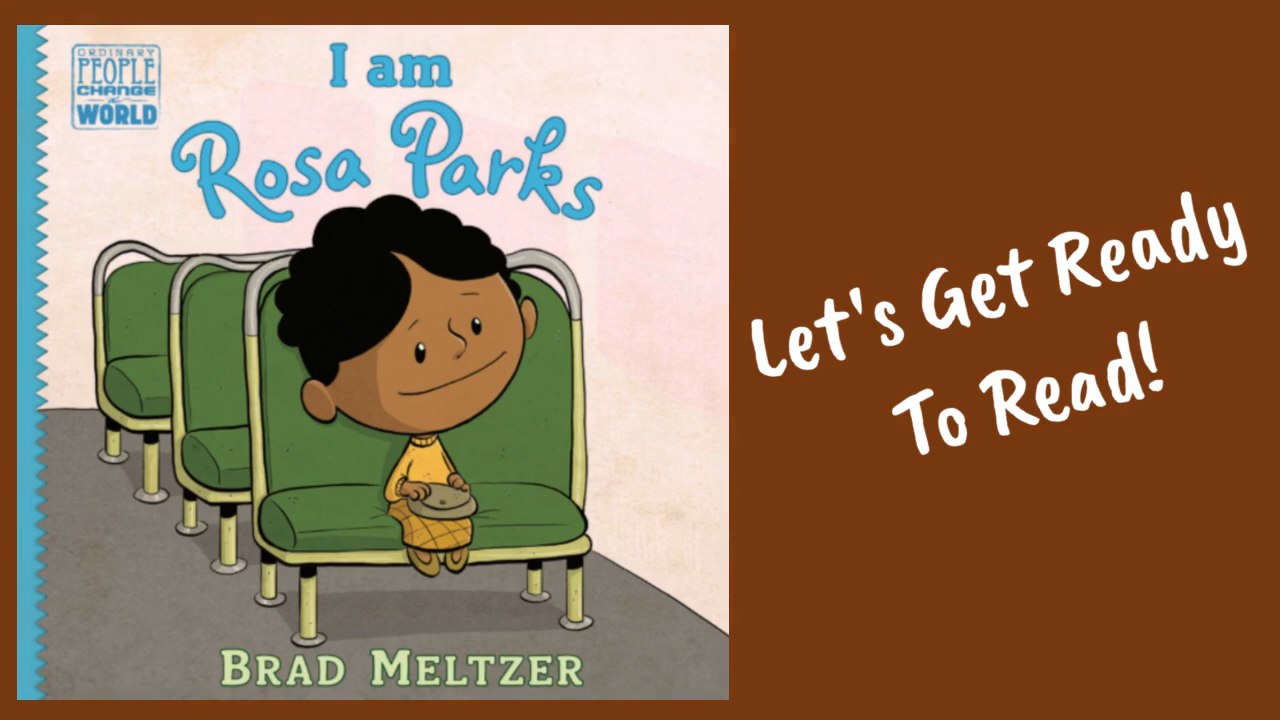 ORDINARY
PEOPLE
CHANGE
the
WORLD
I am
Rosa Parks
BRAD MELTZER
Let's Get Ready
To Read!